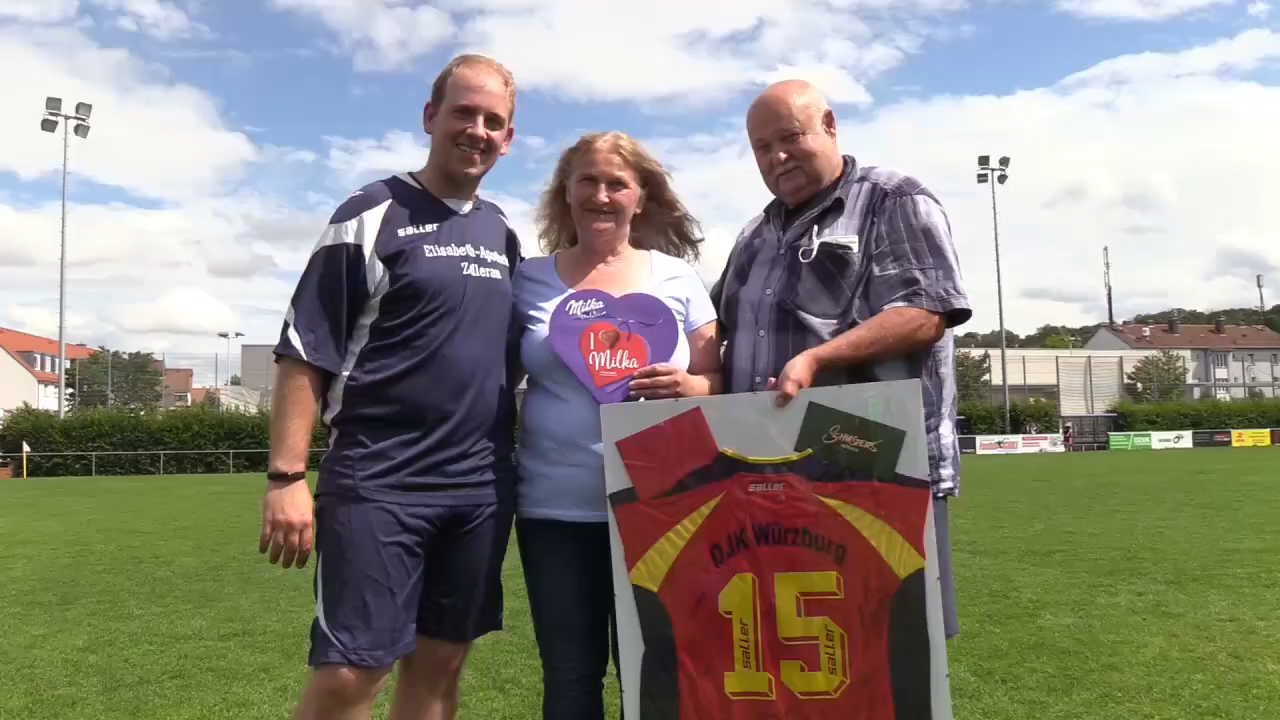 saller
Elisabeth-Apotheke
Zellerau
Milka
I
Milka
saller
DJK Würzburg
15
saller
saller